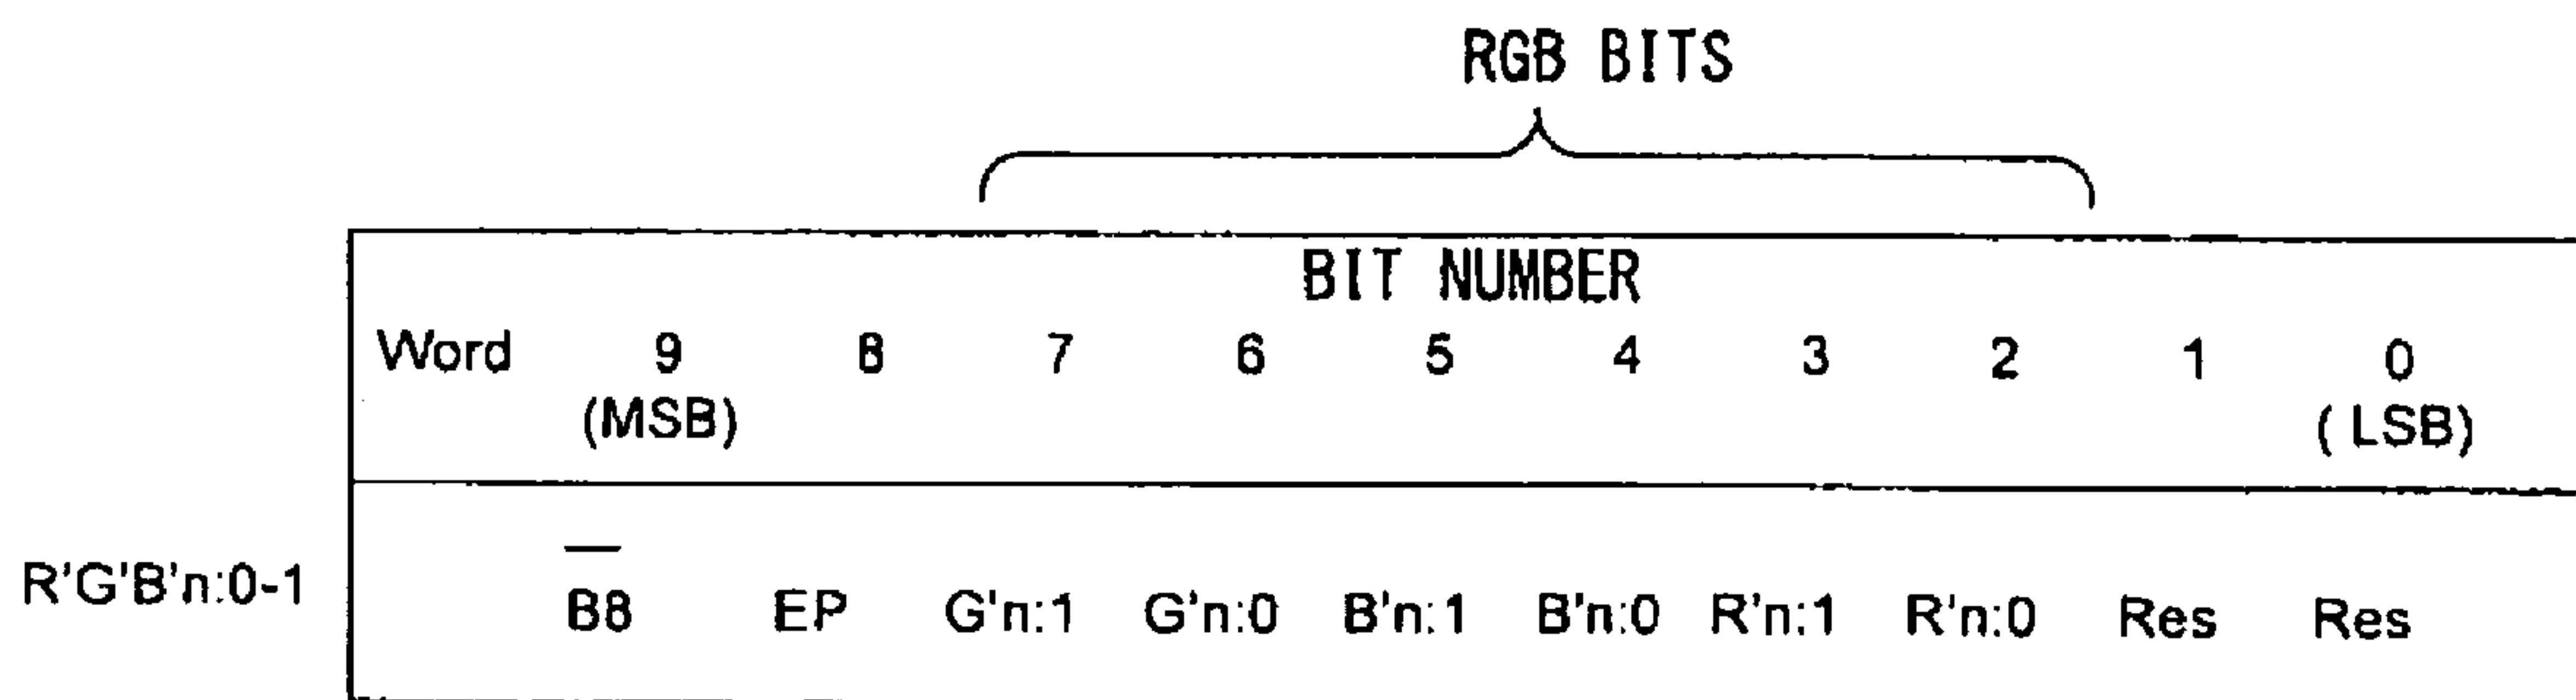 RGB BITS
BIT NUMBER
Word 9 8 7 6 5 4 3 2 1 0
(MSB) ( LSB)
R'G'B'n:0-1 B8 EP G'n:1 G'n:0 B'n:1 B'n:0 R'n:1 R'n:0 Res Res